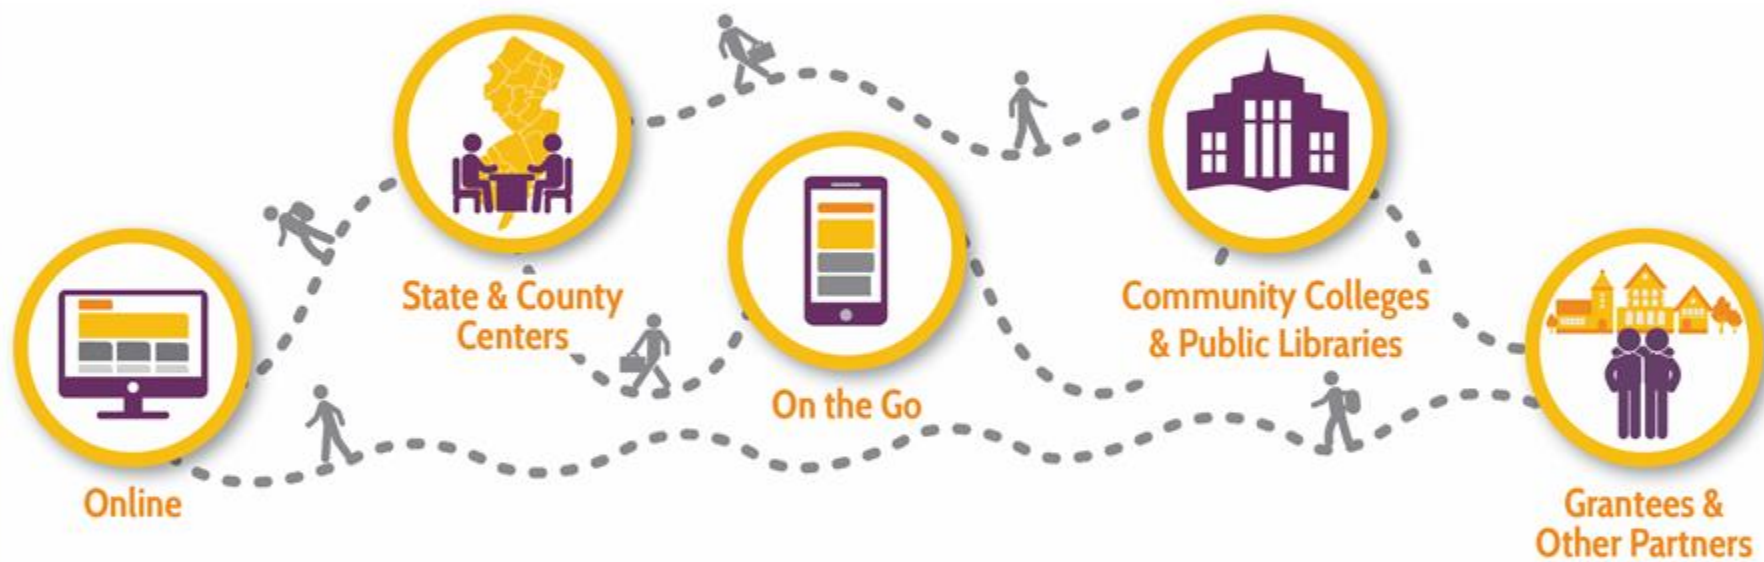 Online
State & County
Centers
On the Go
Community Colleges
& Public Libraries
Grantees &
Other Partners